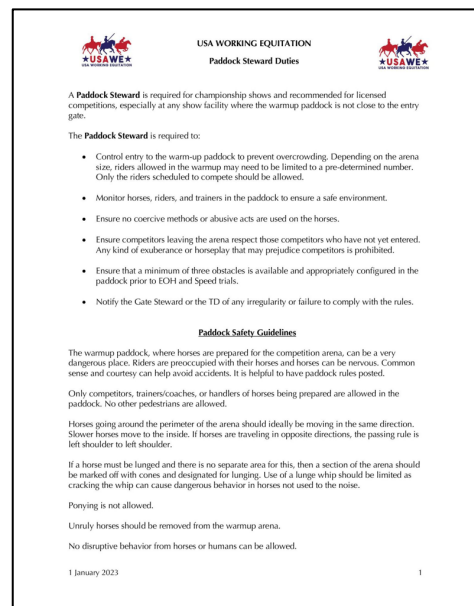 USA WORKING EQUITATION
Paddock Steward Duties
★USAWE★
USA WORKING EQUITATION
★USAWE★
USA WORKING EQUITATION
A Paddock Steward is required for championship shows and recommended for licensed
competitions, especially at any show facility where the warmup paddock is not close to the entry
gate.
The Paddock Steward is required to:
• Control entry to the warm-up paddock to prevent overcrowding. Depending on the arena
size, riders allowed in the warmup may need to be limited to a pre-determined number.
Only the riders scheduled to compete should be allowed.
• Monitor horses, riders, and trainers in the paddock to ensure a safe environment.
• Ensure no coercive methods or abusive acts are used on the horses.
• Ensure competitors leaving the arena respect those competitors who have not yet entered.
Any kind of exuberance or horseplay that may prejudice competitors is prohibited.
• Ensure that a minimum of three obstacles is available and appropriately configured in the
paddock prior to EOH and Speed trials.
• Notify the Gate Steward or the TD of any irregularity or failure to comply with the rules.
Paddock Safety Guidelines
The warmup paddock, where horses are prepared for the competition arena, can be a very
dangerous place. Riders are preoccupied with their horses and horses can be nervous. Common
sense and courtesy can help avoid accidents. It is helpful to have paddock rules posted.
Only competitors, trainers/coaches, or handlers of horses being prepared are allowed in the
paddock. No other pedestrians are allowed.
Horses going around the perimeter of the arena should ideally be moving in the same direction.
Slower horses move to the inside. If horses are traveling in opposite directions, the passing rule is
left shoulder to left shoulder.
If a horse must be lunged and there is no separate area for this, then a section of the arena should
be marked off with cones and designated for lunging. Use of a lunge whip should be limited as
cracking the whip can cause dangerous behavior in horses not used to the noise.
Ponying is not allowed.
Unruly horses should be removed from the warmup arena.
No disruptive behavior from horses or humans can be allowed.
1 January 2023 1